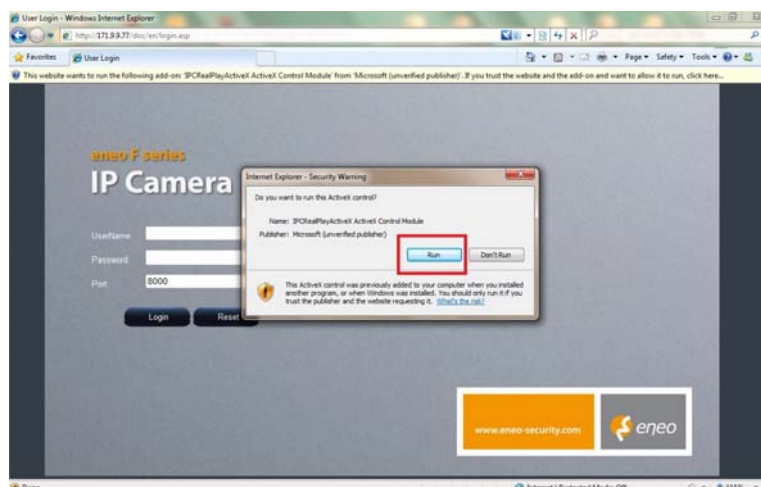 User Login - Windows Internet Explorer
http://171.9.9.77/doc/en/login.asp
Favorites User Login Page Safety Tools
This website wants to run the following add-on: 'IPCRealPlayActiveX ActiveX Control Module' from 'Microsoft (unverified publisher)'. If you trust the website and the add-on and want to allow it to run, click here...
eneo F series
IP Camera
Internet Explorer - Security Warning
Do you want to run this ActiveX control?
Name: IPCRealPlayActiveX ActiveX Control Module
Publisher: Microsoft (unverified publisher)
Run Don't Run
This ActiveX control was previously added to your computer when you installed
another program, or when Windows was installed. You should only run it if you
trust the publisher and the website requesting it. What's the risk?
UserName:
Password:
Port: 8000
Login Reset
www.eneo-security.com
eneo